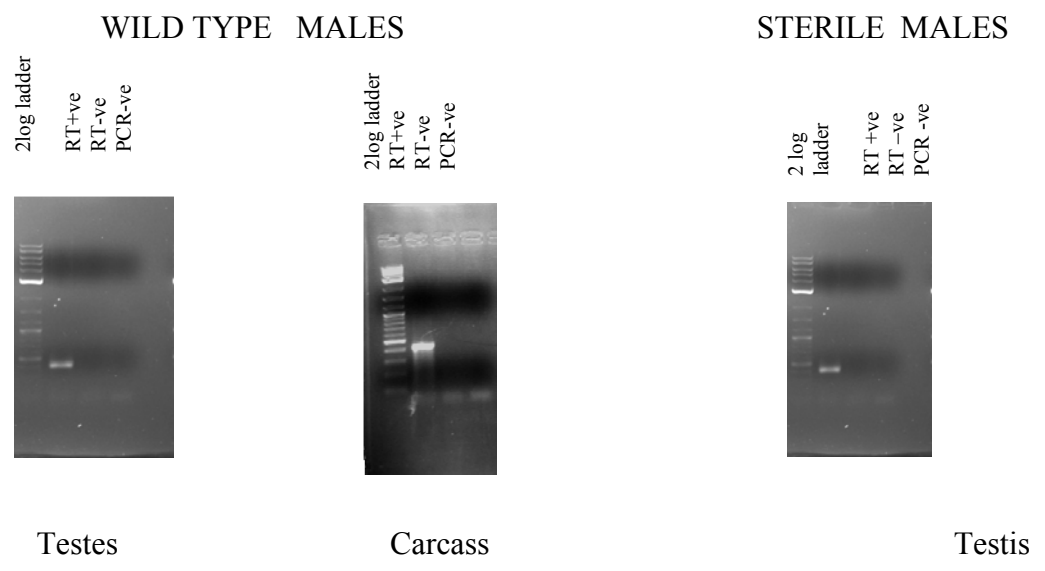 WILD TYPE MALES
STERILE MALES
2log ladder
RT+ve
RT-ve
PCR-ve
2log ladder
RT+ve
RT-ve
PCR-ve
2 log
ladder
RT +ve
RT –ve
PCR -ve
Testes
Carcass
Testis